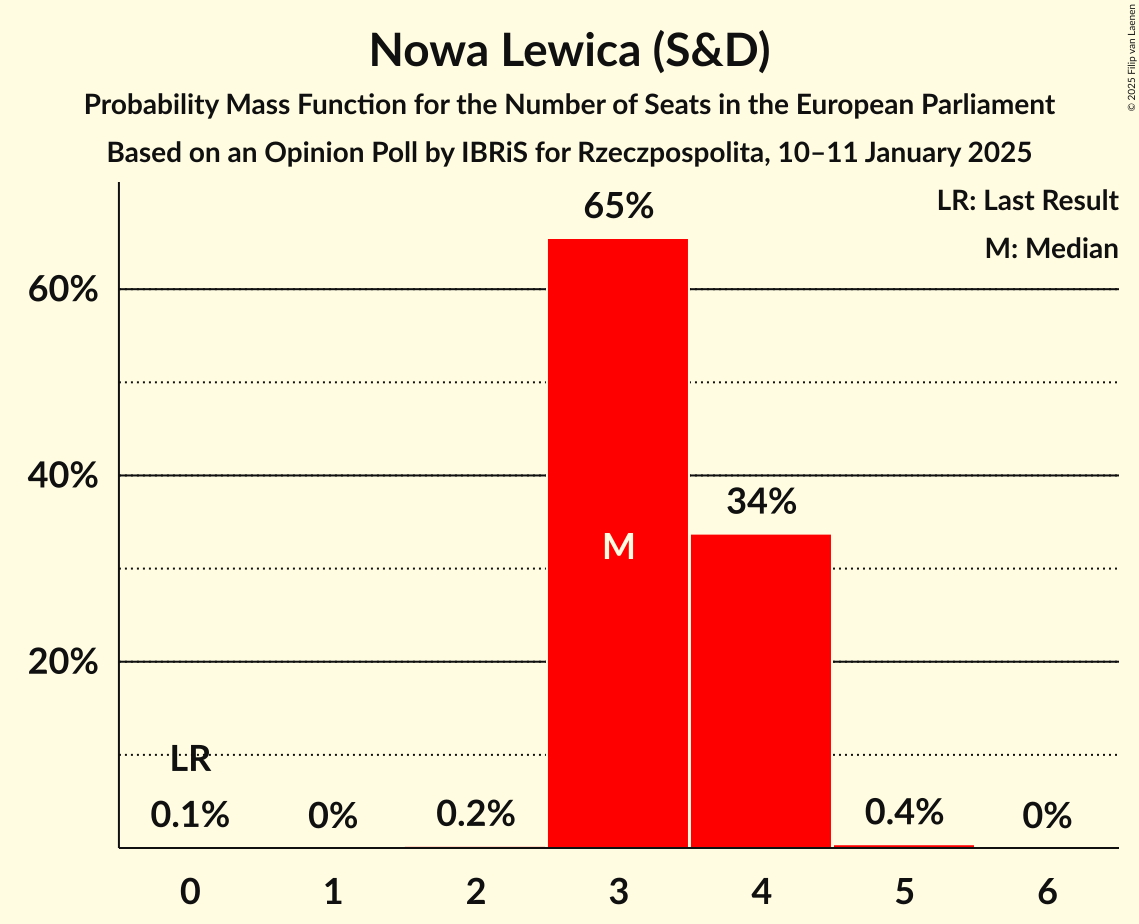 Nowa Lewica (S&D)
Probability Mass Function for the Number of Seats in the European Parliament
Based on an Opinion Poll by IBRiS for Rzeczpospolita, 10–11 January 2025
© 2025 Filip van Laenen
LR: Last Result
M: Median
65%
60%
40%
34%
M
20%
LR
0.1%
0%
0.2%
0.4%
0%
0 1 2 3 4 5 6